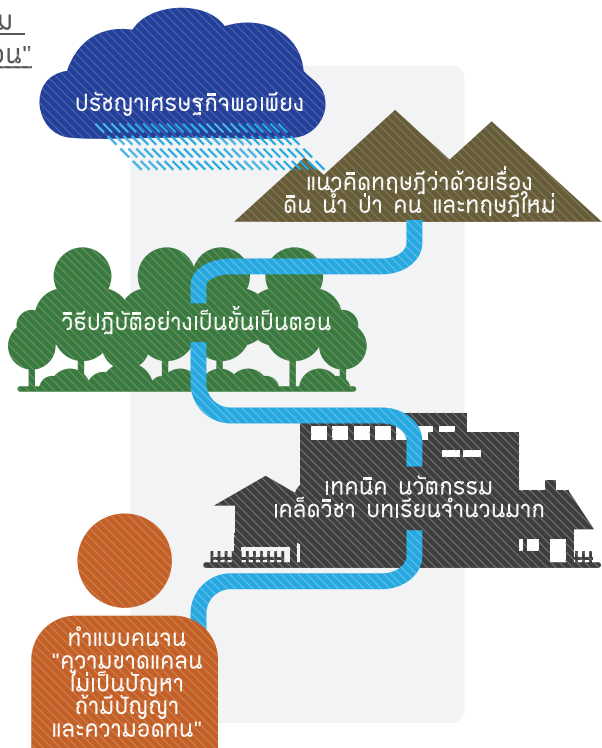 ปรัชญาเศรษฐกิจพอเพียง
แนวคิดทฤษฎีว่าด้วยเรื่อง
ดิน น้ำ ป่า คน และทฤษฎีใหม่
วิธีปฏิบัติอย่างเป็นขั้นเป็นตอน
เทคนิค นวัตกรรม
เคล็ดวิชา บทเรียนจำนวนมาก
ทำแบบคนจน
"ความขาดแคลน
ไม่เป็นปัญหา
ถ้ามีปัญญา
และความอดทน"